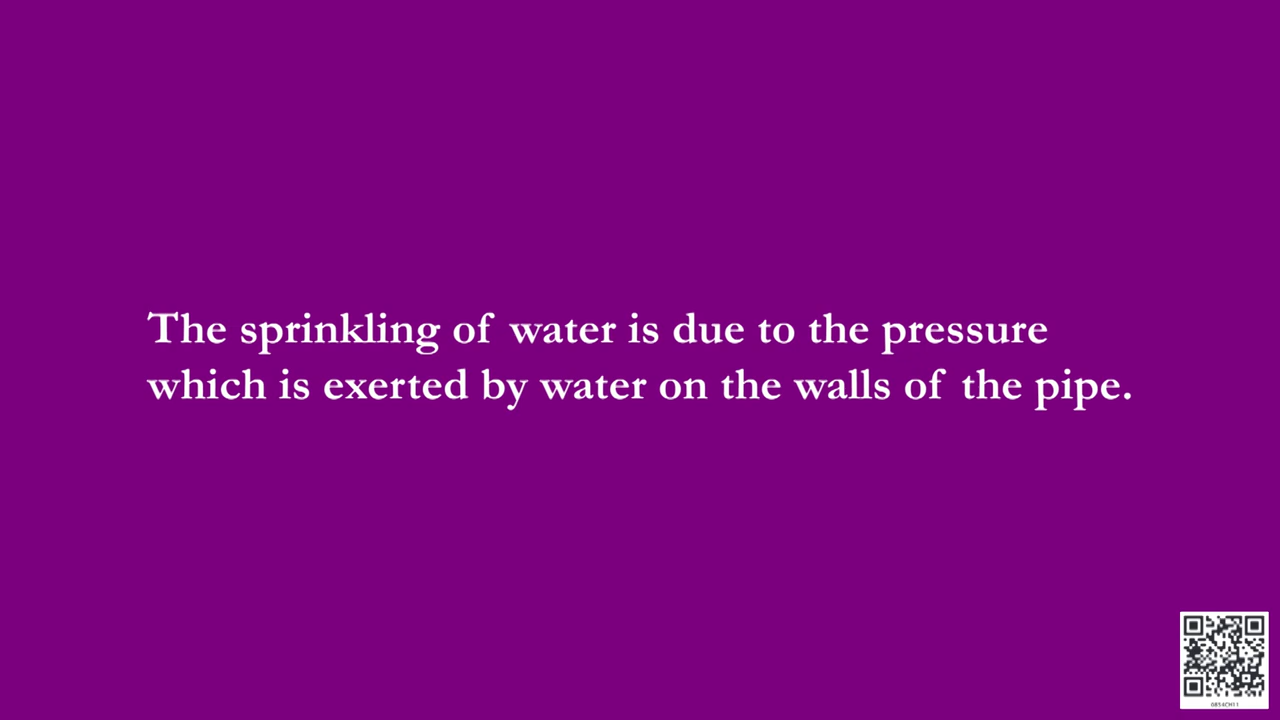 The sprinkling of water is due to the pressure
which is exerted by water on the walls of the pipe.
0854CH11